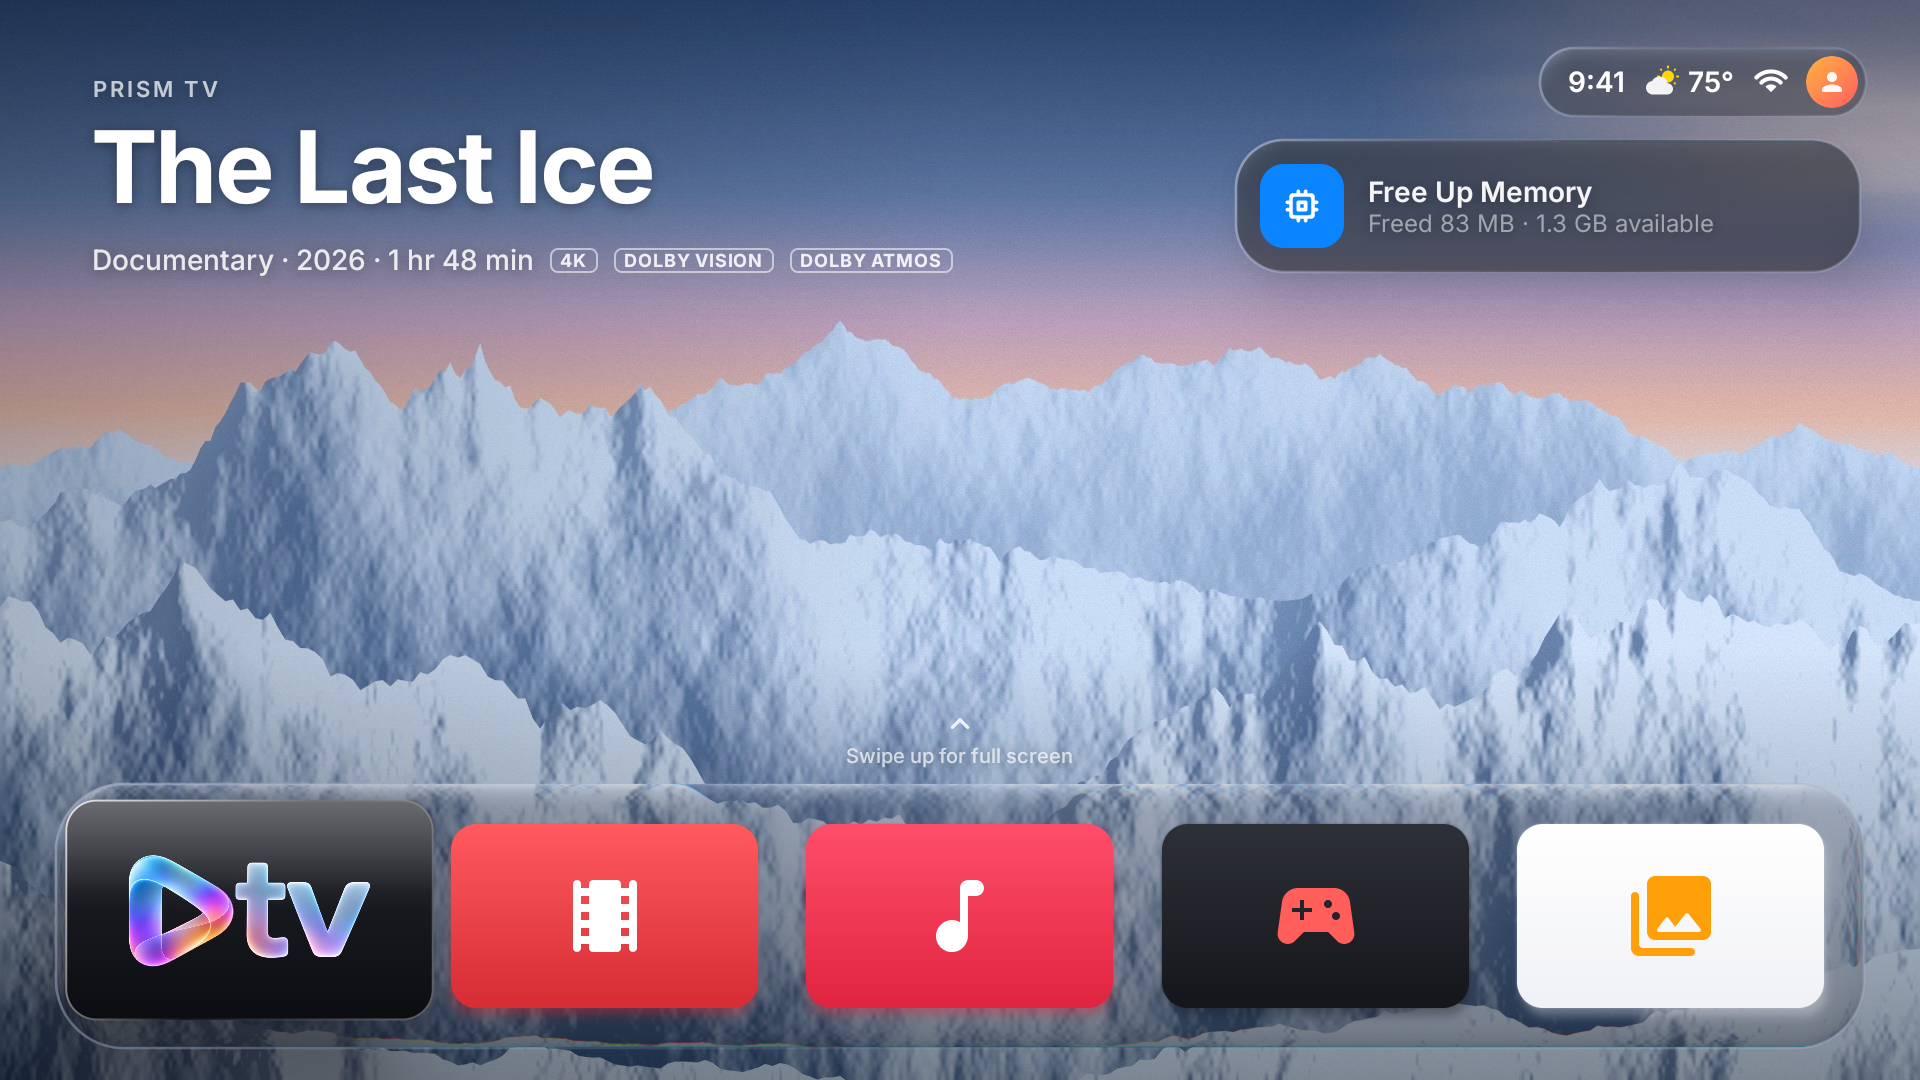 PRISM TV
The Last Ice
Documentary · 2026 · 1 hr 48 min 4K DOLBY VISION DOLBY ATMOS
9:41 75°
Free Up Memory
Freed 83 MB · 1.3 GB available
Swipe up for full screen
tv